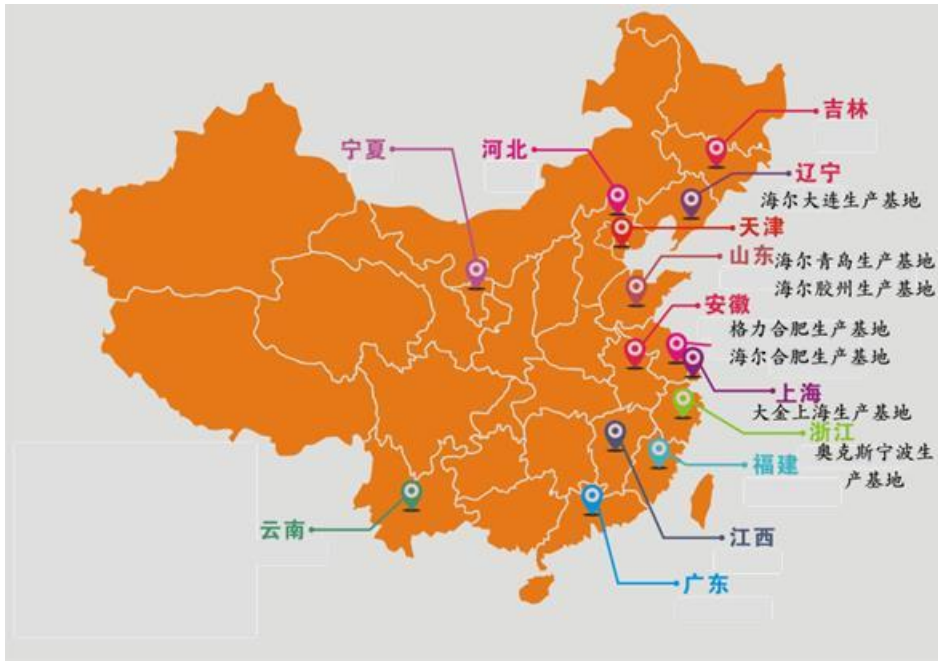 吉林
宁夏
河北
辽宁
海尔大连生产基地
天津
山东
海尔青岛生产基地
海尔胶州生产基地
安徽
格力合肥生产基地
海尔合肥生产基地
上海
大金上海生产基地
浙江
奥克斯宁波生
产基地
福建
云南
江西
广东